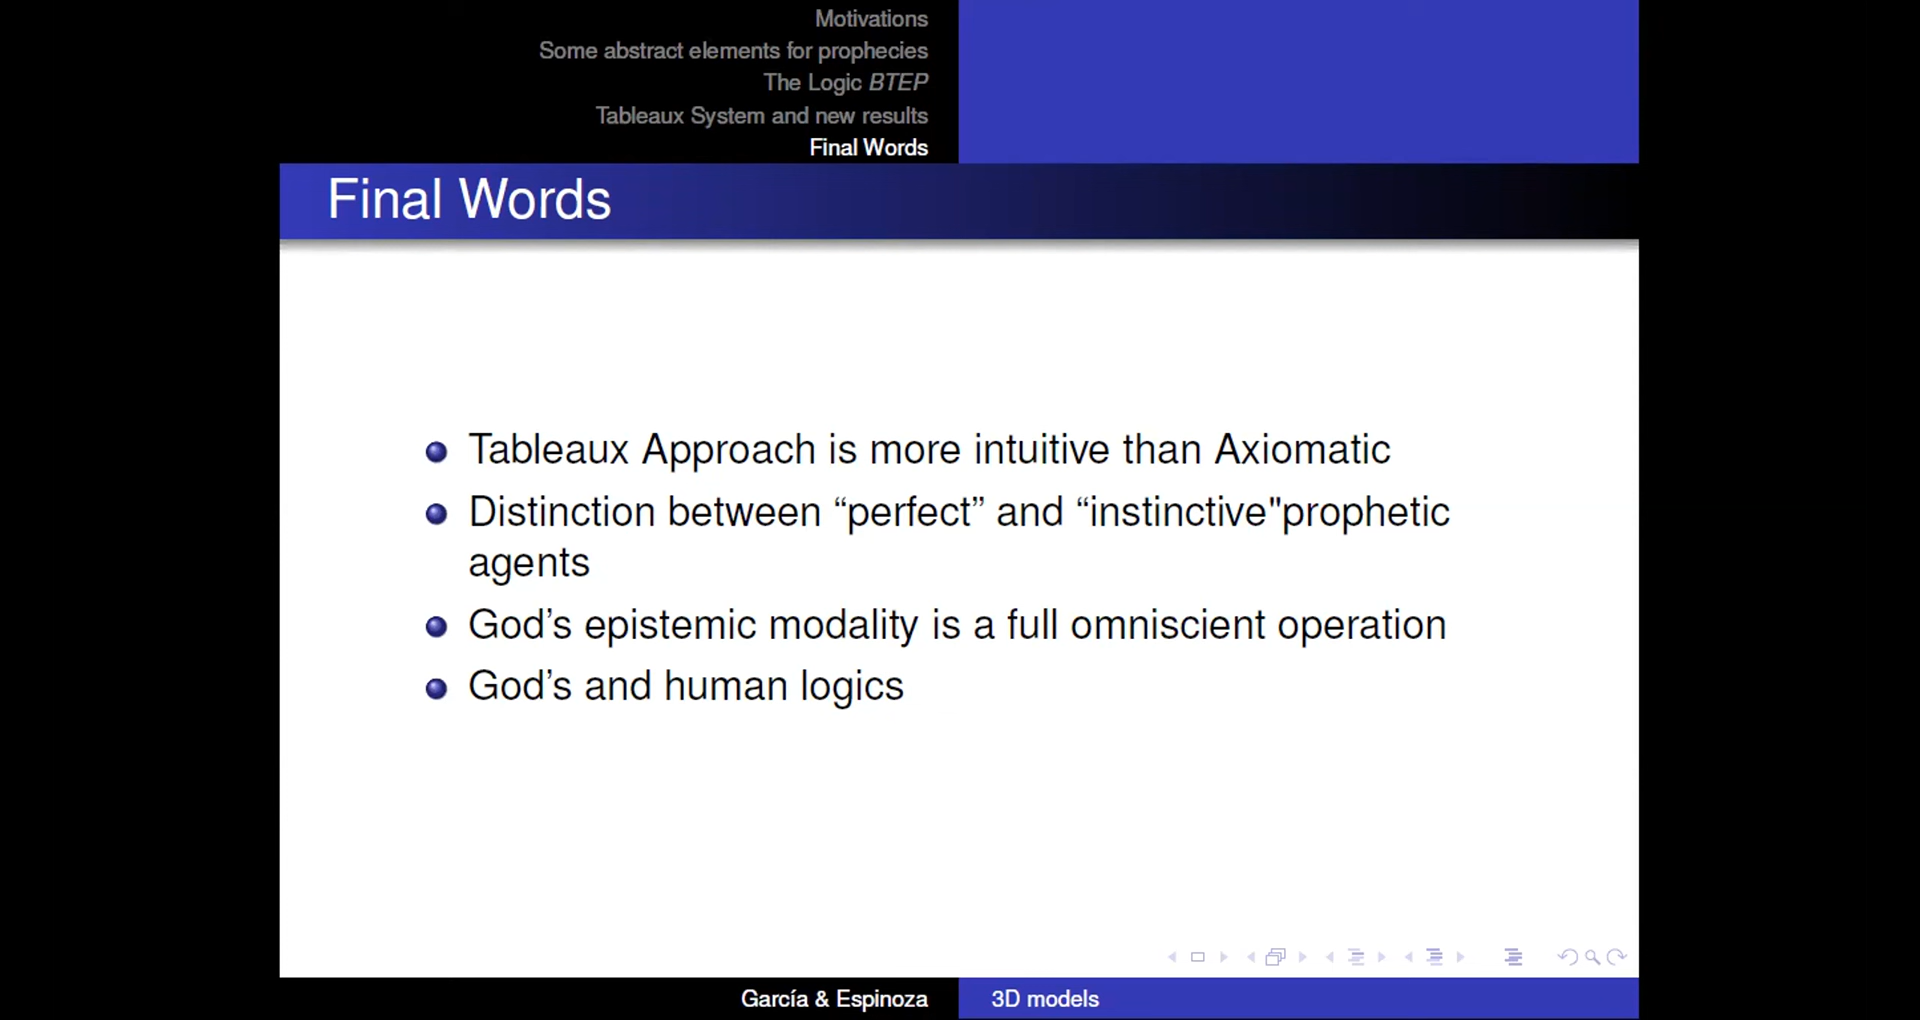 Motivations
Some abstract elements for prophecies
The Logic BTEP
Tableaux System and new results
Final Words
Final Words
Tableaux Approach is more intuitive than Axiomatic
Distinction between “perfect” and “instinctive"prophetic
agents
God’s epistemic modality is a full omniscient operation
God’s and human logics
García & Espinoza
3D models